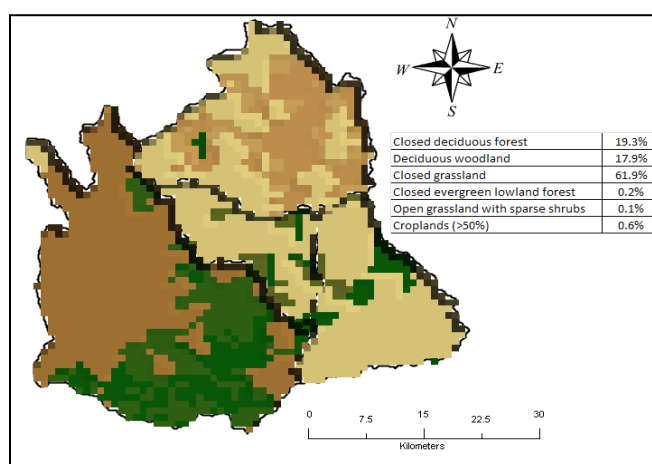 N
W E
S
Closed deciduous forest 19.3%
Deciduous woodland 17.9%
Closed grassland 61.9%
Closed evergreen lowland forest 0.2%
Open grassland with sparse shrubs 0.1%
Croplands (>50%) 0.6%
0 7.5 15 22.5 30
Kilometers